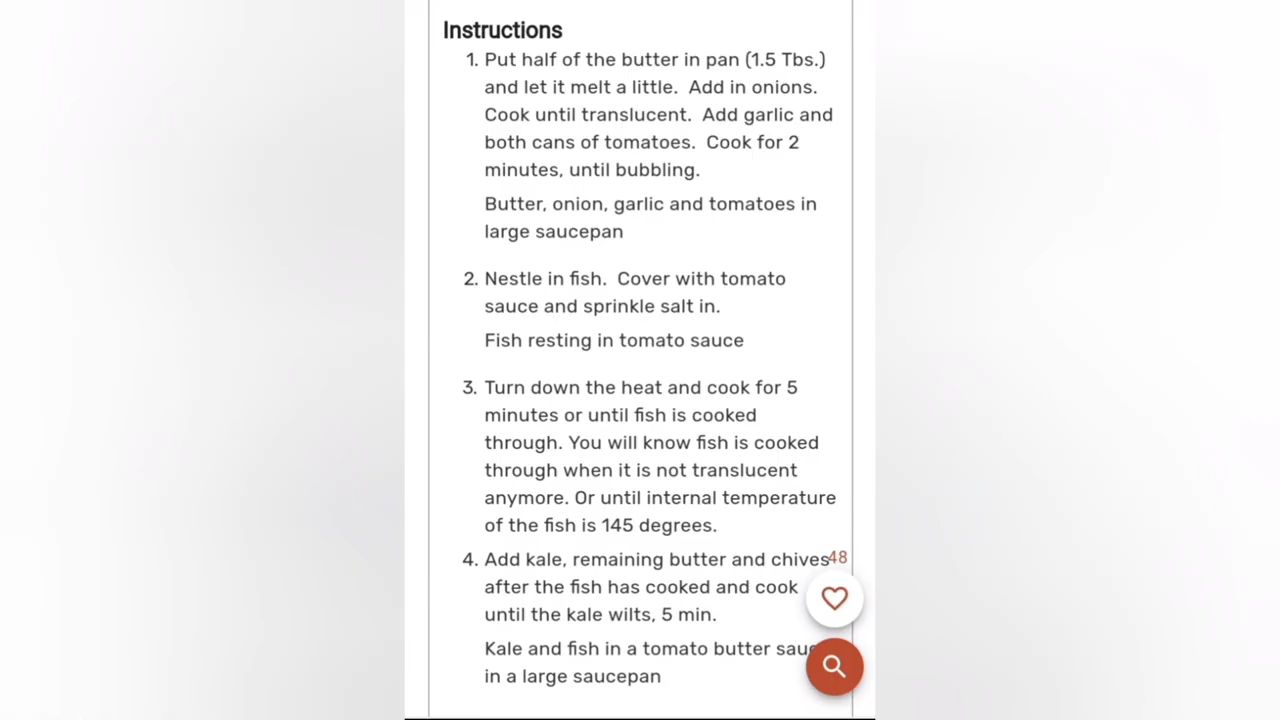 Instructions
1. Put half of the butter in pan (1.5 Tbs.)
and let it melt a little.  Add in onions.
Cook until translucent.  Add garlic and
both cans of tomatoes.  Cook for 2
minutes, until bubbling.
Butter, onion, garlic and tomatoes in
large saucepan
2. Nestle in fish.  Cover with tomato
sauce and sprinkle salt in.
Fish resting in tomato sauce
3. Turn down the heat and cook for 5
minutes or until fish is cooked
through. You will know fish is cooked
through when it is not translucent
anymore. Or until internal temperature
of the fish is 145 degrees.
4. Add kale, remaining butter and chives
48
after the fish has cooked and cook
until the kale wilts, 5 min.
Kale and fish in a tomato butter
in a large saucepan